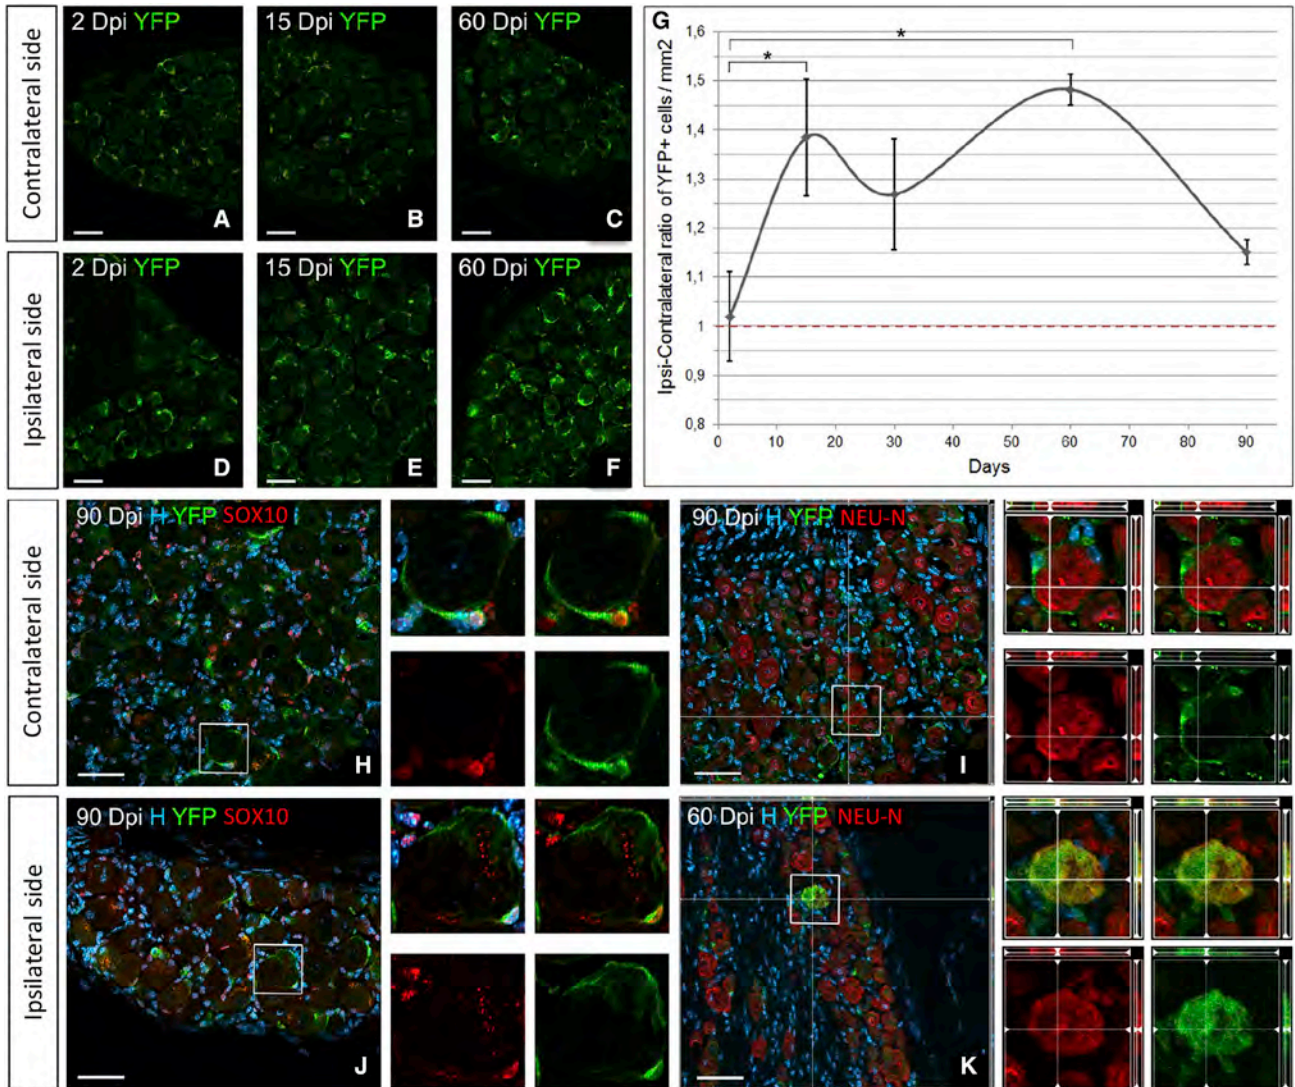 Contralateral side
2 Dpi YFP
A
15 Dpi YFP
B
60 Dpi YFP
C
Ipsilateral side
2 Dpi YFP
D
15 Dpi YFP
E
60 Dpi YFP
F
G
Ipsi-Contralateral ratio of YFP+ cells / mm2
1,6
1,5
1,4
1,3
1,2
1,1
1
0,9
0,8
*
*
0 10 20 30 40 50 60 70 80 90
Days
Contralateral side
90 Dpi H YFP SOX10
H
90 Dpi H YFP NEU-N
I
Ipsilateral side
90 Dpi H YFP SOX10
J
60 Dpi H YFP NEU-N
K